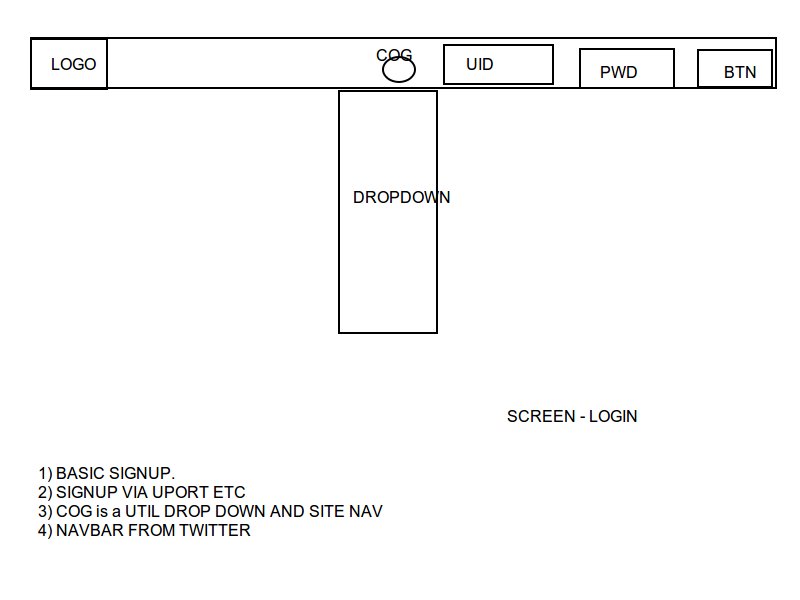 LOGO
COG
UID
PWD
BTN
DROPDOWN
SCREEN - LOGIN
1) BASIC SIGNUP.
2) SIGNUP VIA UPORT ETC
3) COG is a UTIL DROP DOWN AND SITE NAV
4) NAVBAR FROM TWITTER